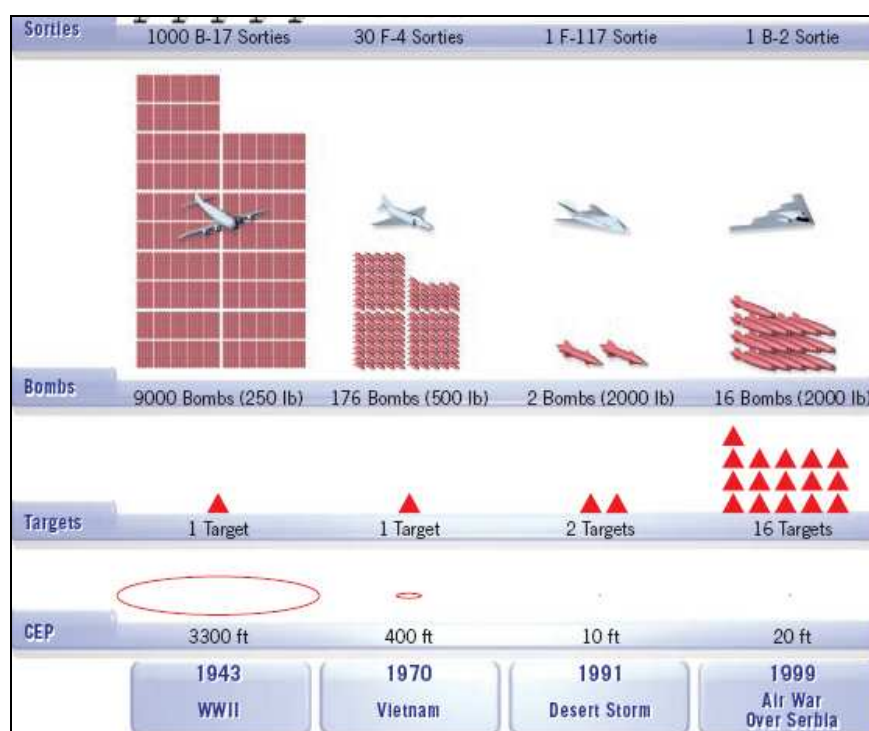 Sorties
1000 B-17 Sorties 30 F-4 Sorties 1 F-117 Sortie 1 B-2 Sortie
Bombs
9000 Bombs (250 lb) 176 Bombs (500 lb) 2 Bombs (2000 lb) 16 Bombs (2000 lb)
Targets
1 Target 1 Target 2 Targets 16 Targets
CEP
3300 ft 400 ft 10 ft 20 ft
1943 1970 1991 1999
WWII Vietnam Desert Storm Air War
Over Serbia